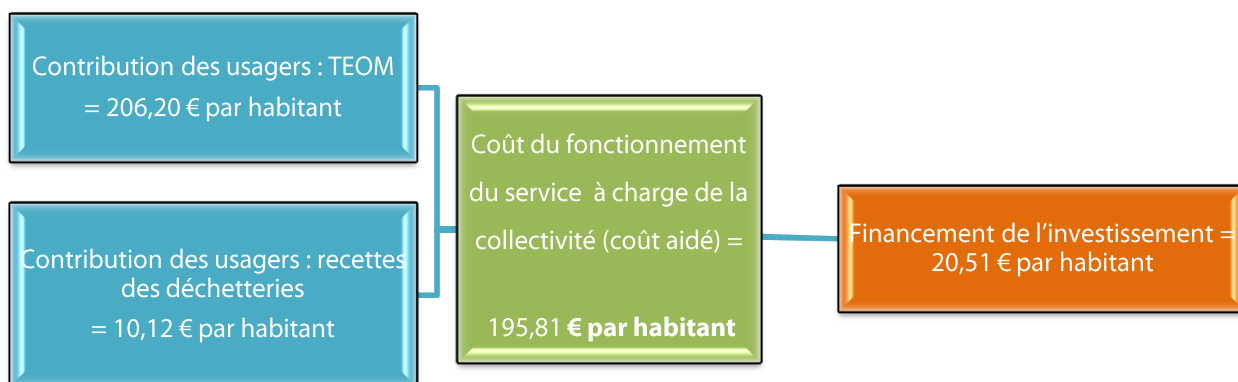 Contribution des usagers : TEOM
= 206,20 € par habitant
Contribution des usagers : recettes
des déchetteries
= 10,12 € par habitant
Coût du fonctionnement
du service à charge de la
collectivité (coût aidé) =
195,81 € par habitant
Financement de l'investissement =
20,51 € par habitant